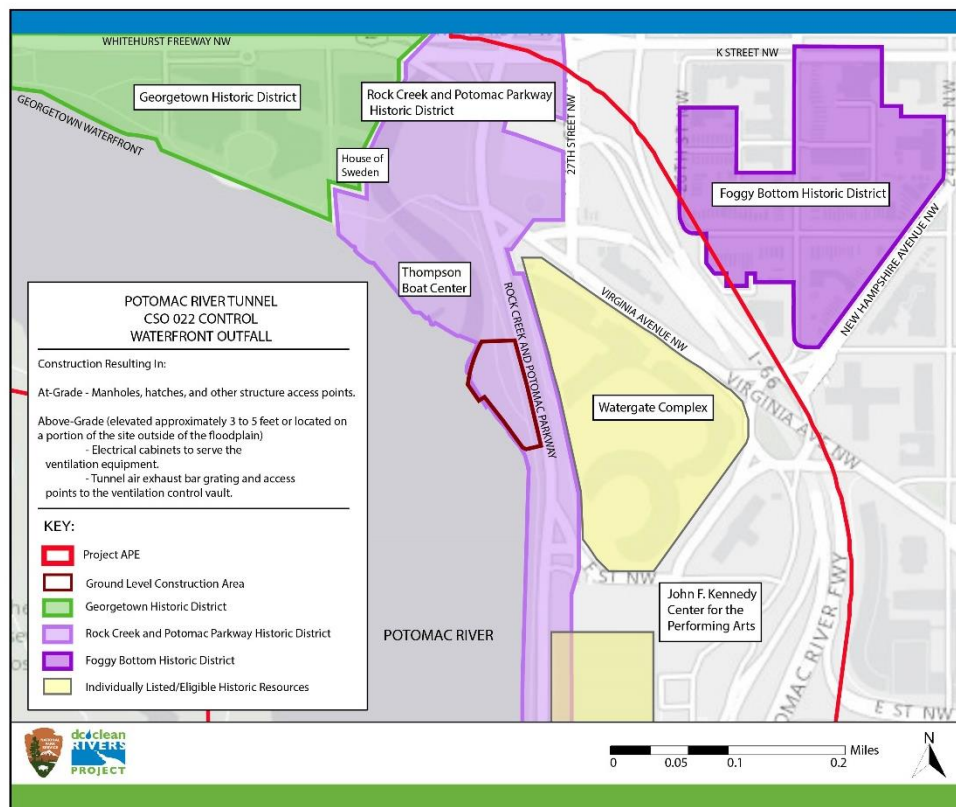 WHITEHURST FREEWAY NW
K STREET NW
Georgetown Historic District
Rock Creek and Potomac Parkway
Historic District
GEORGETOWN WATERFRONT
House of
Sweden
27TH STREET NW
25TH ST NW
24TH ST NW
Foggy Bottom Historic District
NEW HAMPSHIRE AVENUE NW
Thompson
Boat Center
ROCK CREEK AND POTOMAC PARKWAY
VIRGINIA AVENUE NW
I-66
VIRGINIA AVE NW
Watergate Complex
POTOMAC RIVER TUNNEL
CSO 022 CONTROL
WATERFRONT OUTFALL
Construction Resulting In:
At-Grade - Manholes, hatches, and other structure access points.
Above-Grade (elevated approximately 3 to 5 feet or located on
a portion of the site outside of the floodplain)
- Electrical cabinets to serve the
ventilation equipment.
- Tunnel air exhaust bar grating and access
points to the ventilation control vault.
KEY:
Project APE
Ground Level Construction Area
Georgetown Historic District
Rock Creek and Potomac Parkway Historic District
Foggy Bottom Historic District
Individually Listed/Eligible Historic Resources
F ST NW
John F. Kennedy
Center for the
Performing Arts
POTOMAC RIVER
OMAC RIVER FWY
E ST NW
dc clean
RIVERS
PROJECT
0 0.05 0.1 0.2 Miles
N